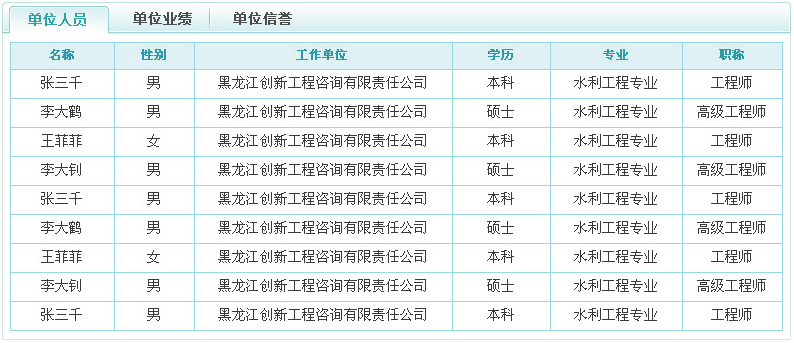 单位人员 单位业绩 单位信誉
名称 性别 工作单位 学历 专业 职称
张三千 男 黑龙江创新工程咨询有限责任公司 本科 水利工程专业 工程师
李大鹤 男 黑龙江创新工程咨询有限责任公司 硕士 水利工程专业 高级工程师
王菲菲 女 黑龙江创新工程咨询有限责任公司 本科 水利工程专业 工程师
李大钊 男 黑龙江创新工程咨询有限责任公司 硕士 水利工程专业 高级工程师
张三千 男 黑龙江创新工程咨询有限责任公司 本科 水利工程专业 工程师
李大鹤 男 黑龙江创新工程咨询有限责任公司 硕士 水利工程专业 高级工程师
王菲菲 女 黑龙江创新工程咨询有限责任公司 本科 水利工程专业 工程师
李大钊 男 黑龙江创新工程咨询有限责任公司 硕士 水利工程专业 高级工程师
张三千 男 黑龙江创新工程咨询有限责任公司 本科 水利工程专业 工程师